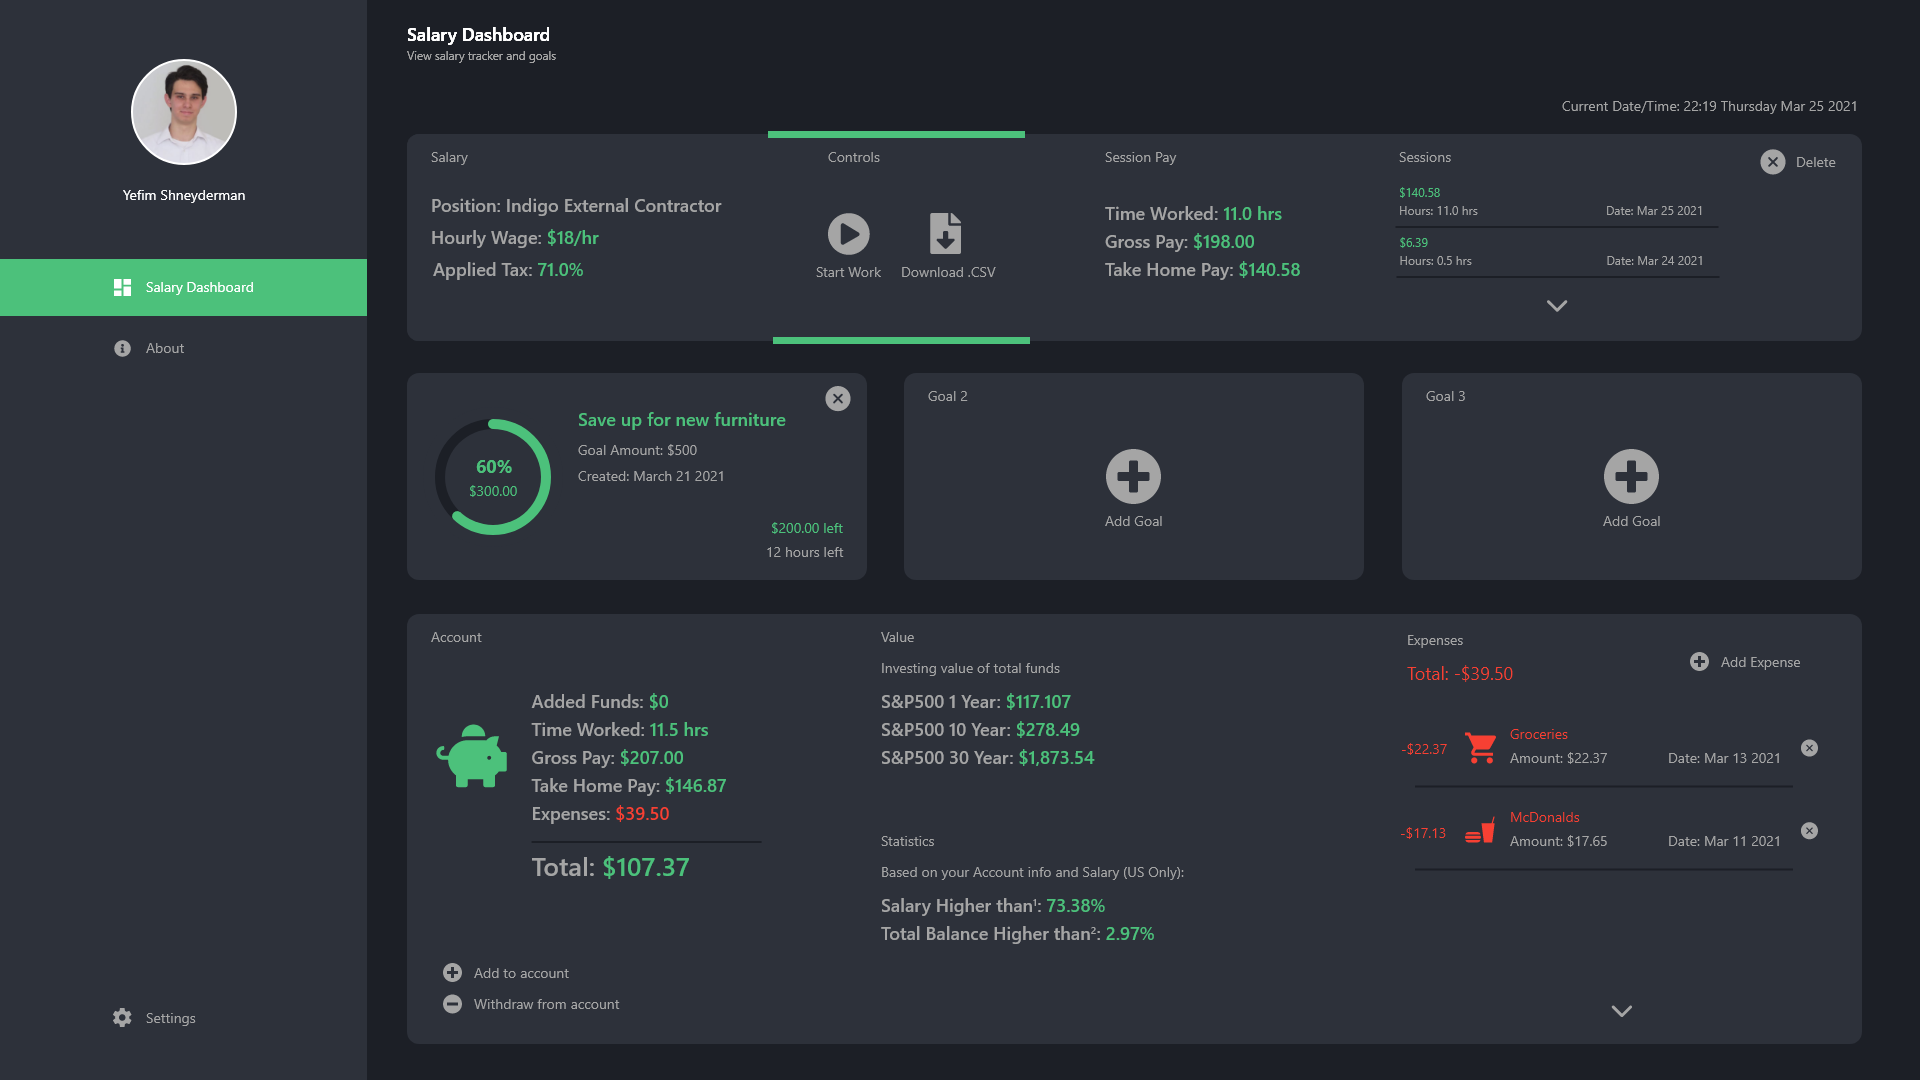 Yefim Shneyderman
Salary Dashboard
About
Settings
Salary Dashboard
View salary tracker and goals
Current Date/Time: 22:19 Thursday Mar 25 2021
Salary
Position: Indigo External Contractor
Hourly Wage: $18/hr
Applied Tax: 71.0%
Controls
Start Work
Download .CSV
Session Pay
Time Worked: 11.0 hrs
Gross Pay: $198.00
Take Home Pay: $140.58
Sessions
Delete
$140.58
Hours: 11.0 hrs Date: Mar 25 2021
$6.39
Hours: 0.5 hrs Date: Mar 24 2021
60%
$300.00
Save up for new furniture
Goal Amount: $500
Created: March 21 2021
$200.00 left
12 hours left
Goal 2
Add Goal
Goal 3
Add Goal
Account
Added Funds: $0
Time Worked: 11.5 hrs
Gross Pay: $207.00
Take Home Pay: $146.87
Expenses: $39.50
Total: $107.37
Add to account
Withdraw from account
Value
Investing value of total funds
S&P500 1 Year: $117.107
S&P500 10 Year: $278.49
S&P500 30 Year: $1,873.54
Statistics
Based on your Account info and Salary (US Only):
Salary Higher than¹: 73.38%
Total Balance Higher than²: 2.97%
Expenses
Total: -$39.50
Add Expense
-$22.37
Groceries
Amount: $22.37 Date: Mar 13 2021
-$17.13
McDonalds
Amount: $17.65 Date: Mar 11 2021